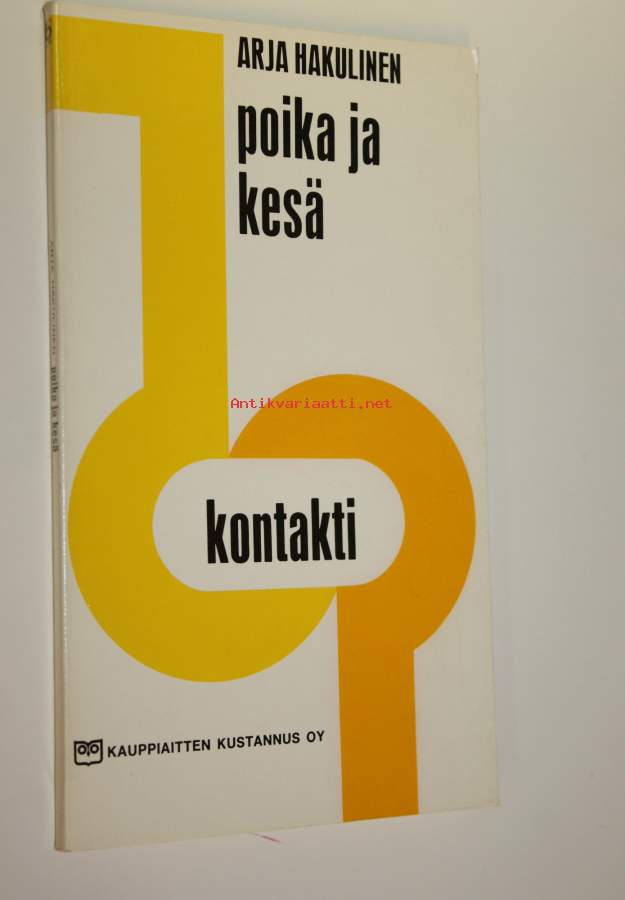 ARJA HAKULINEN
poika ja
kesä
Antikvariaatti.net
kontakti
KAUPPIAITTEN KUSTANNUS OY
poika ja kesä